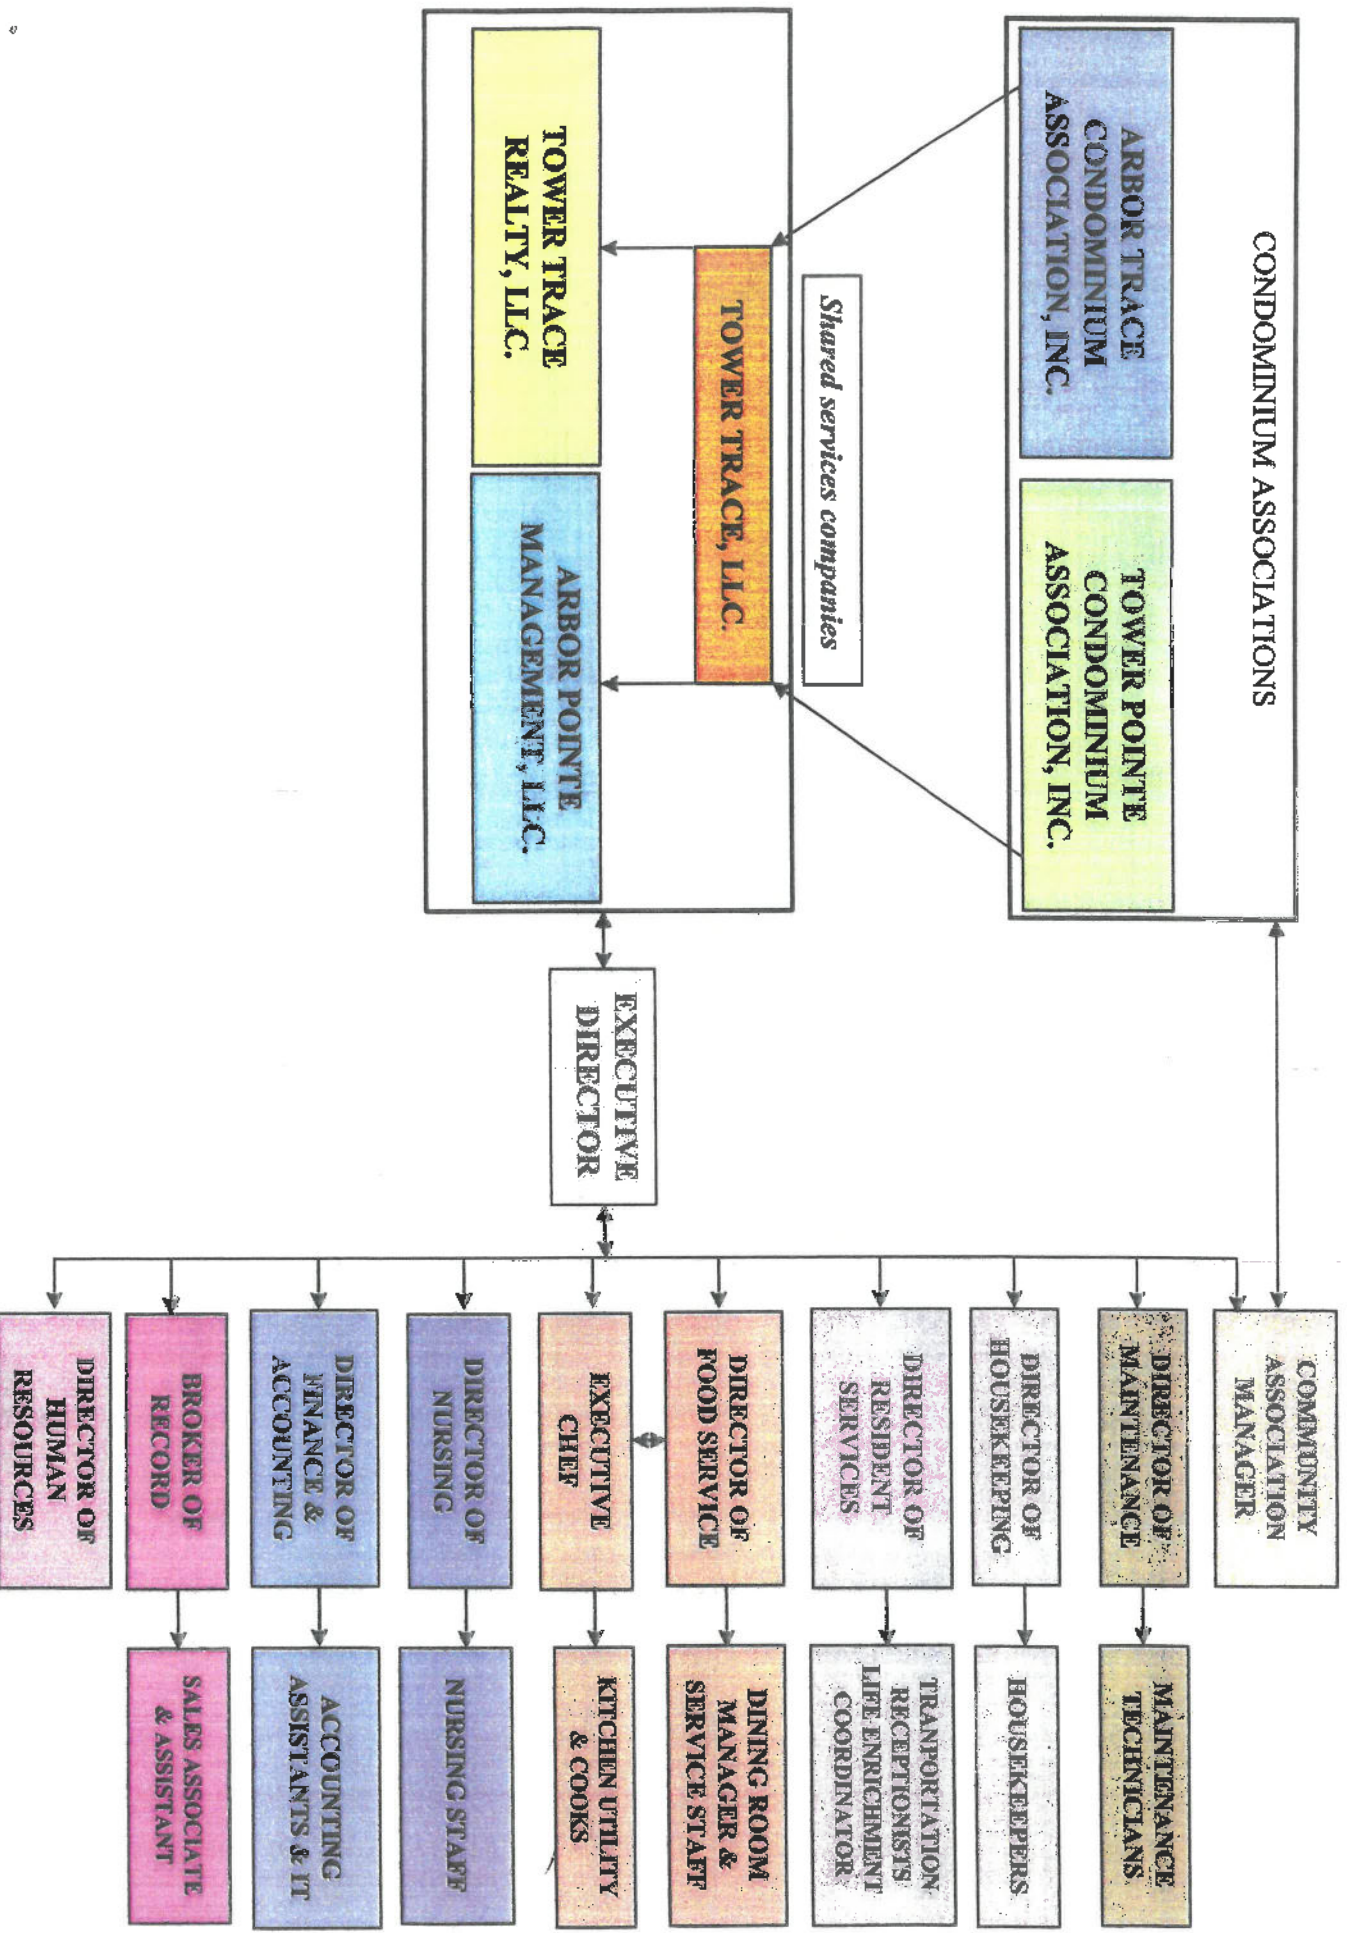 CONDOMINIUM ASSOCIATIONS
ARBOR TRACE
CONDOMINIUM
ASSOCIATION, INC.
TOWER POINTE
CONDOMINIUM
ASSOCIATION, INC.
Shared services companies
TOWER TRACE, LLC.
TOWER TRACE
REALTY, LLC.
ARBOR POINTE
MANAGEMENT, LLC.
EXECUTIVE
DIRECTOR
COMMUNITY
ASSOCIATION
MANAGER
DIRECTOR OF
MAINTENANCE
MAINTENANCE
TECHNICIANS
DIRECTOR OF
HOUSEKEEPING
HOUSEKEEPERS
DIRECTOR OF
RESIDENT
SERVICES
TRANPORTATION
RECEPTIONISTS
LIFE ENRICHMENT
COORDINATOR
DIRECTOR OF
FOOD SERVICE
DINING ROOM
MANAGER &
SERVICE STAFF
EXECUTIVE
CHEF
KITCHEN UTILITY
& COOKS
DIRECTOR OF
NURSING
NURSING STAFF
DIRECTOR OF
FINANCE &
ACCOUNTING
ACCOUNTING
ASSISTANTS & IT
BROKER OF
RECORD
SALES ASSOCIATE
& ASSISTANT
DIRECTOR OF
HUMAN
RESOURCES